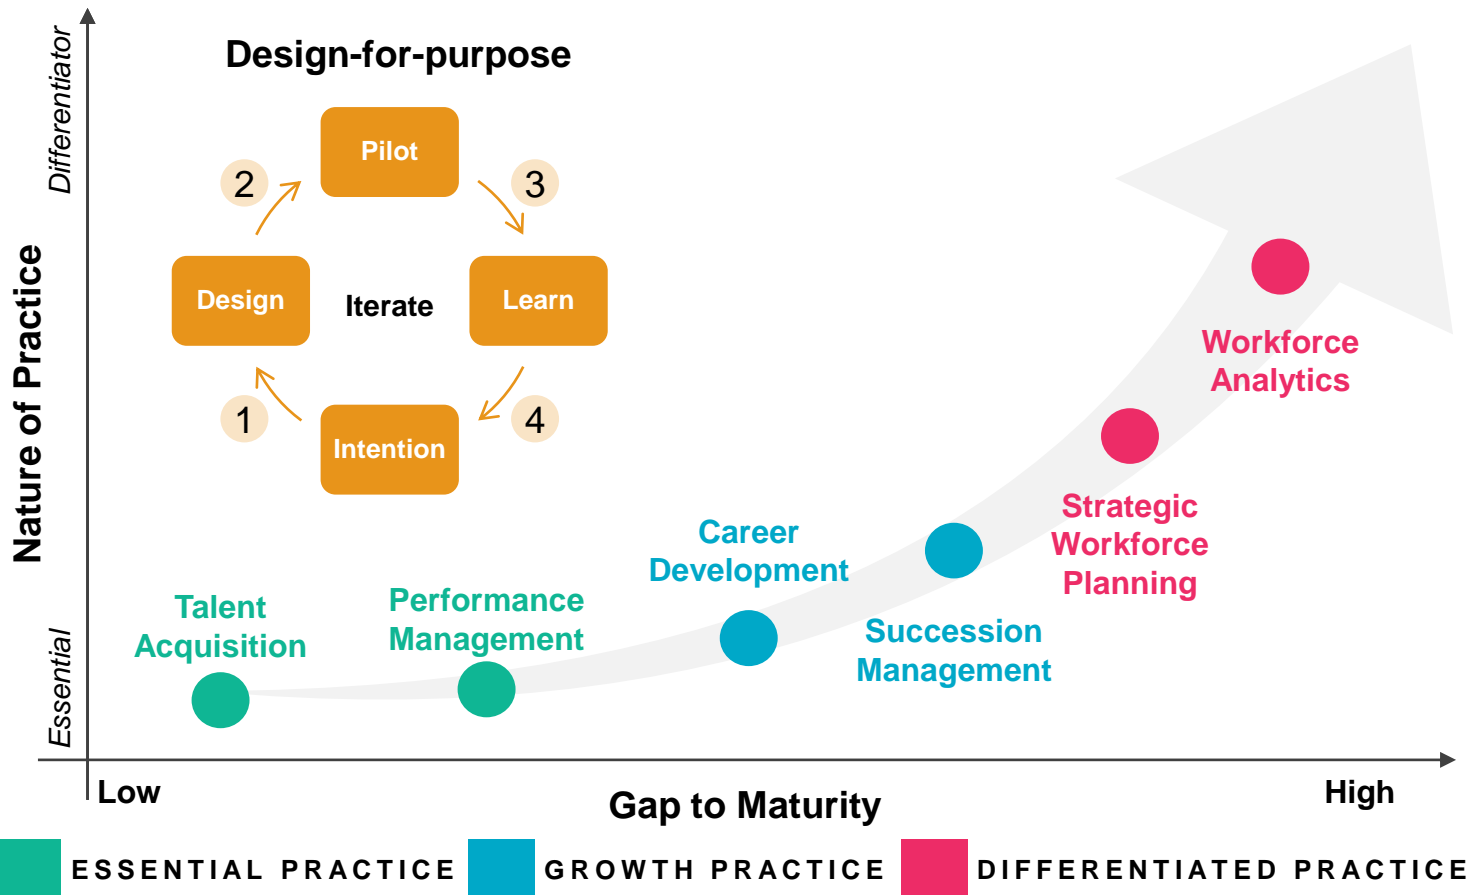 Design-for-purpose
Differentiator
Pilot
2
3
Design
Iterate
Learn
1
4
Intention
Nature of Practice
Workforce
Analytics
Strategic
Workforce
Planning
Career
Development
Succession
Management
Performance
Management
Talent
Acquisition
Essential
Low
Gap to Maturity
High
ESSENTIAL PRACTICE
GROWTH PRACTICE
DIFFERENTIATED PRACTICE